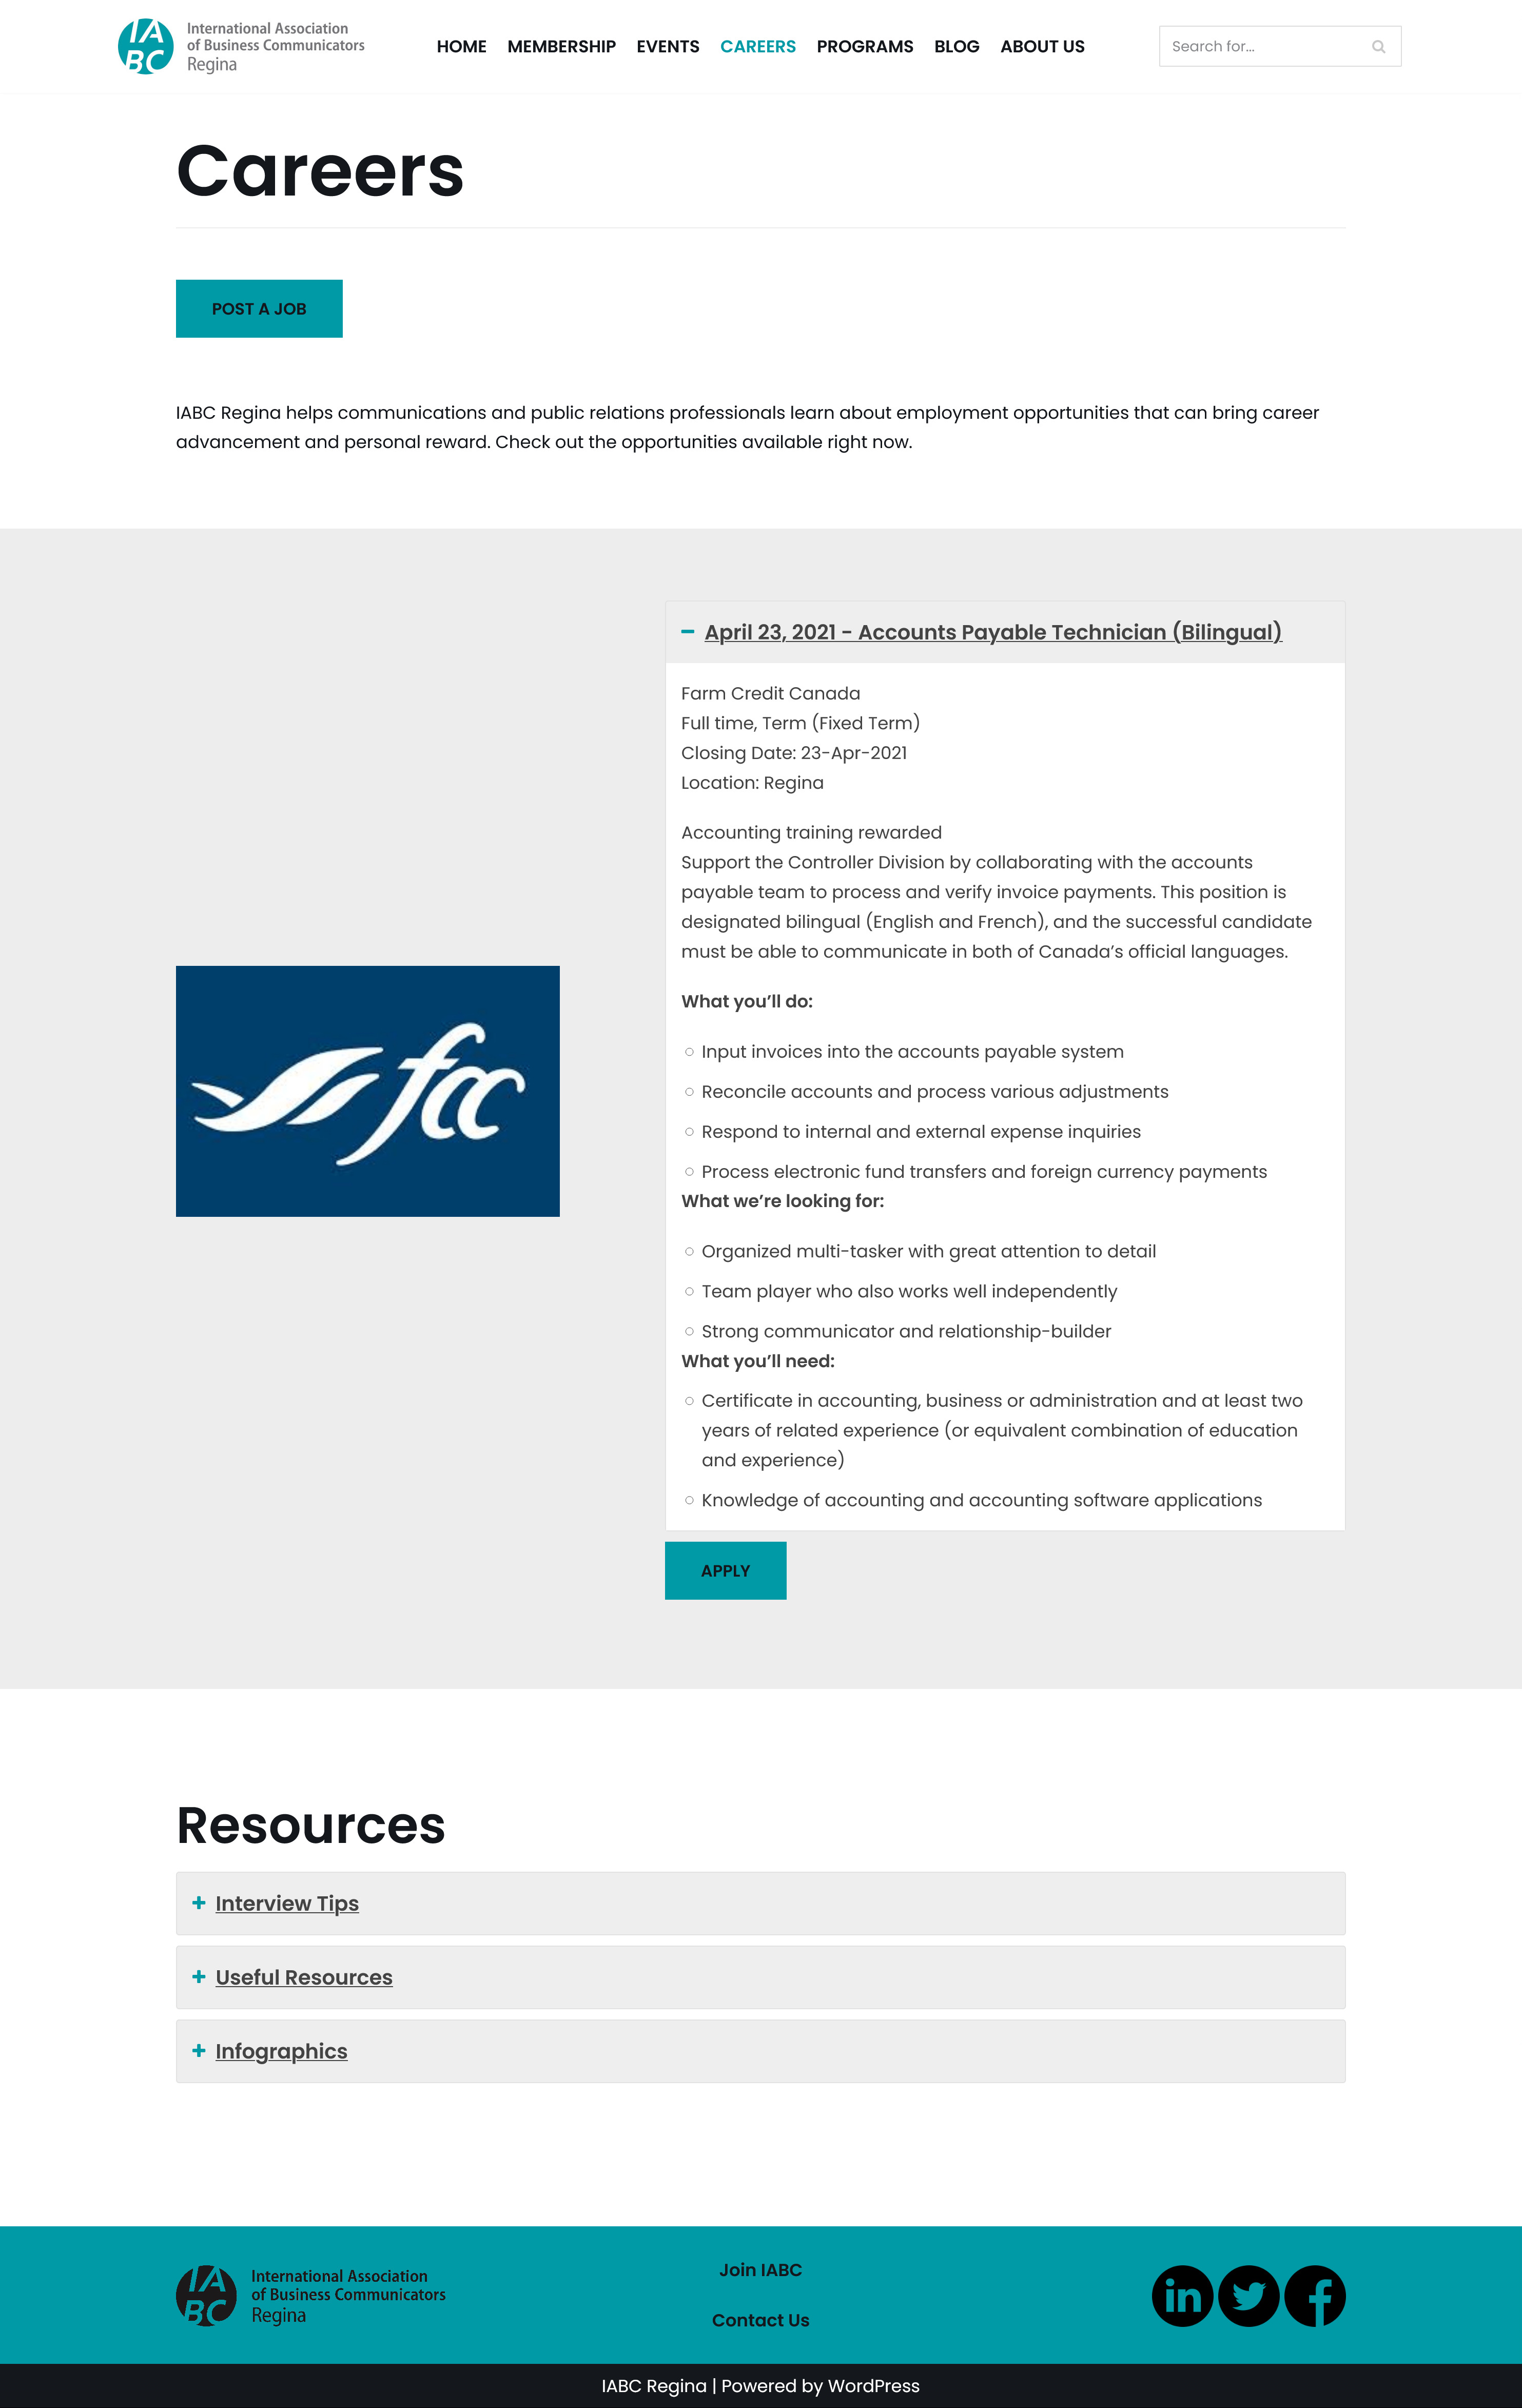 IA
BC
International Association
of Business Communicators
Regina
HOME MEMBERSHIP EVENTS CAREERS PROGRAMS BLOG ABOUT US
Search for...
Careers
POST A JOB
IABC Regina helps communications and public relations professionals learn about employment opportunities that can bring career
advancement and personal reward. Check out the opportunities available right now.
April 23, 2021 - Accounts Payable Technician (Bilingual)
Farm Credit Canada
Full time, Term (Fixed Term)
Closing Date: 23-Apr-2021
Location: Regina
Accounting training rewarded
Support the Controller Division by collaborating with the accounts
payable team to process and verify invoice payments. This position is
designated bilingual (English and French), and the successful candidate
must be able to communicate in both of Canada’s official languages.
What you’ll do:
Input invoices into the accounts payable system
Reconcile accounts and process various adjustments
Respond to internal and external expense inquiries
Process electronic fund transfers and foreign currency payments
What we’re looking for:
Organized multi-tasker with great attention to detail
Team player who also works well independently
Strong communicator and relationship-builder
What you’ll need:
Certificate in accounting, business or administration and at least two
years of related experience (or equivalent combination of education
and experience)
Knowledge of accounting and accounting software applications
fcc
APPLY
Resources
Interview Tips
Useful Resources
Infographics
IA
BC
International Association
of Business Communicators
Regina
Join IABC
Contact Us
in
IABC Regina | Powered by WordPress